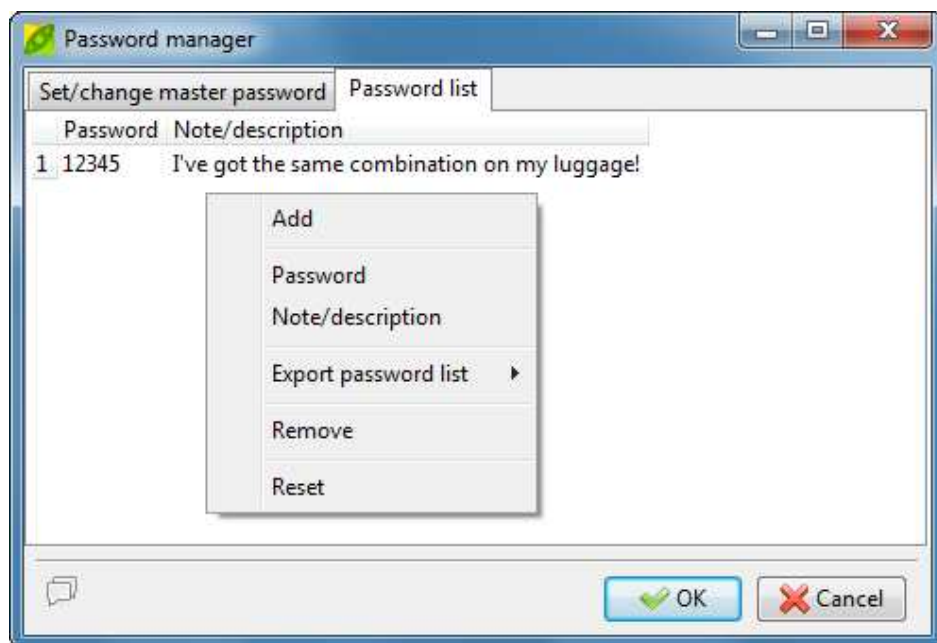 Password manager
Set/change master password Password list
Password Note/description
1 12345 I've got the same combination on my luggage!
Add
Password
Note/description
Export password list
Remove
Reset
OK Cancel